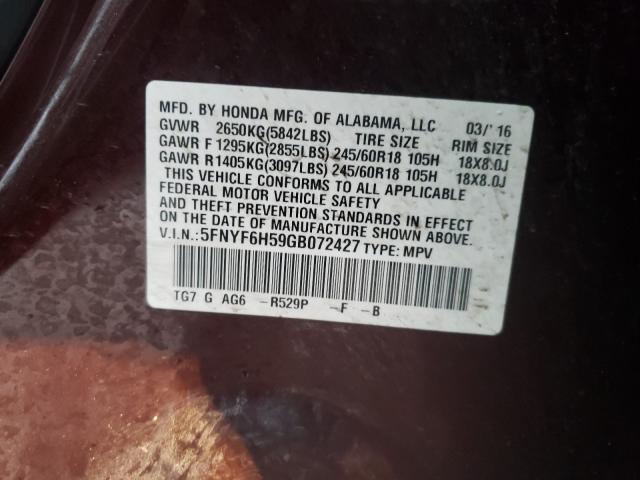 MFD. BY HONDA MFG. OF ALABAMA, LLC 03/'16
GVWR 2650KG(5842LBS) TIRE SIZE RIM SIZE
GAWR F 1295KG(2855LBS) 245/60R18 105H 18X8.0J
GAWR R 1405KG(3097LBS) 245/60R18 105H 18X8.0J
THIS VEHICLE CONFORMS TO ALL APPLICABLE
FEDERAL MOTOR VEHICLE SAFETY
AND THEFT PREVENTION STANDARDS IN EFFECT
ON THE DATE OF MANUFACTURE SHOWN ABOVE.
V.I.N.: 5FNYF6H59GB072427 TYPE: MPV
TG7 G AG6 -R529P -F -B